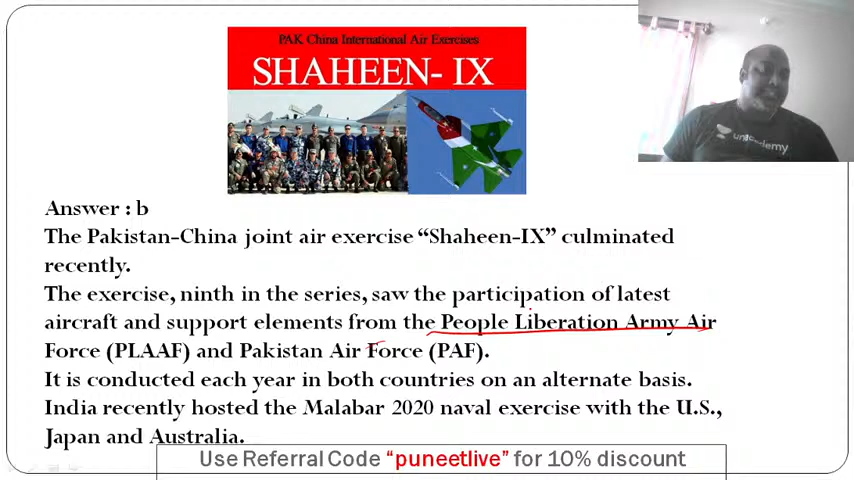 PAK China International Air Exercises
SHAHEEN- IX
unacademy
Answer : b
The Pakistan-China joint air exercise “Shaheen-IX” culminated
recently.
The exercise, ninth in the series, saw the participation of latest
aircraft and support elements from the People Liberation Army Air
Force (PLAAF) and Pakistan Air Force (PAF).
It is conducted each year in both countries on an alternate basis.
India recently hosted the Malabar 2020 naval exercise with the U.S.,
Japan and Australia.
Use Referral Code “puneetlive” for 10% discount